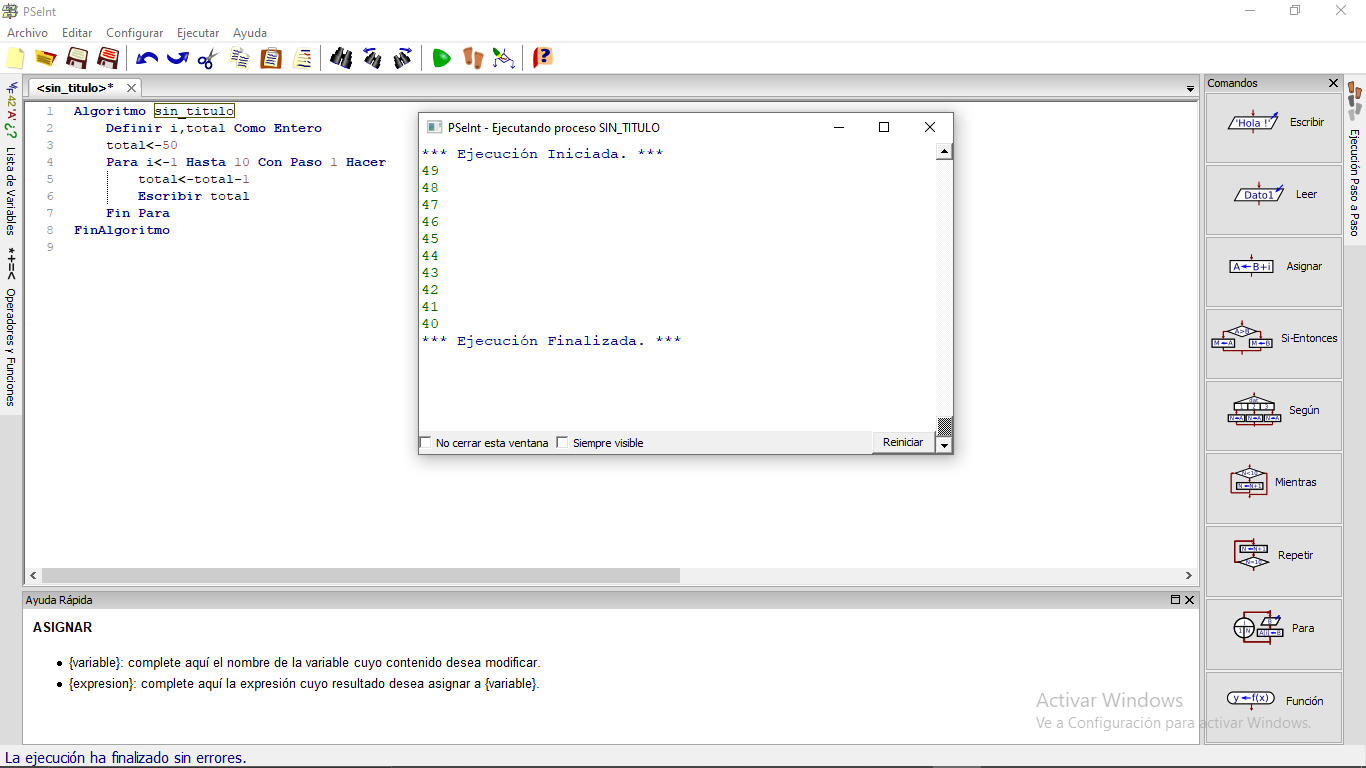 PSeInt
Archivo Editar Configurar Ejecutar Ayuda
<sin_titulo>*
1 Algoritmo sin_titulo
2 Definir i,total Como Entero
3 total<-50
4 Para i<-1 Hasta 10 Con Paso 1 Hacer
5 total<-total-1
6 Escribir total
7 Fin Para
8 FinAlgoritmo
9
Lista de Variables
*+=< Operadores y Funciones
PSeInt - Ejecutando proceso SIN_TITULO
*** Ejecución Iniciada. ***
49
48
47
46
45
44
43
42
41
40
*** Ejecución Finalizada. ***
No cerrar esta ventana
Siempre visible
Reiniciar
Comandos
'Hola !' Escribir
Dato1 Leer
A←B+i Asignar
A>B Si-Entonces
Según
Mientras
Repetir
Para
y←f(x) Función
Ejecución Paso a Paso
Ayuda Rápida
ASIGNAR
• {variable}: complete aquí el nombre de la variable cuyo contenido desea modificar.
• {expresion}: complete aquí la expresión cuyo resultado desea asignar a {variable}.
Activar Windows
Ve a Configuración para activar Windows.
La ejecución ha finalizado sin errores.